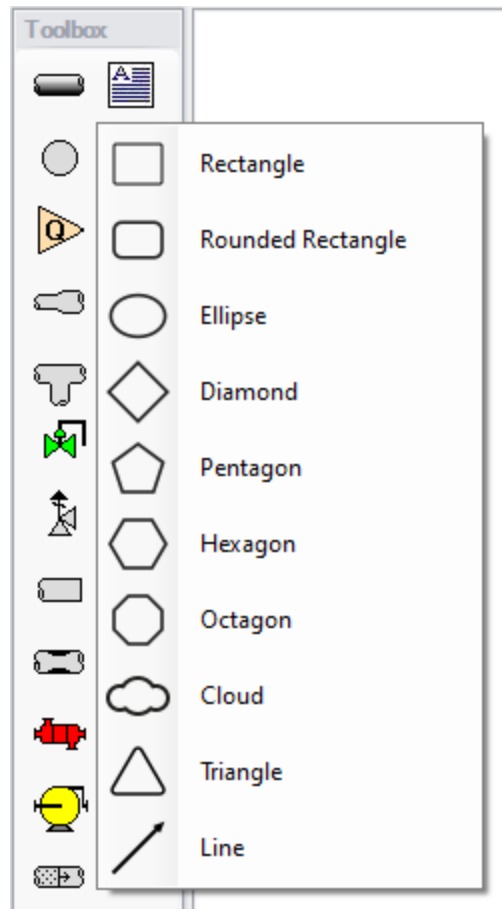 Toolbox
A
Q
Rectangle
Rounded Rectangle
Ellipse
Diamond
Pentagon
Hexagon
Octagon
Cloud
Triangle
Line